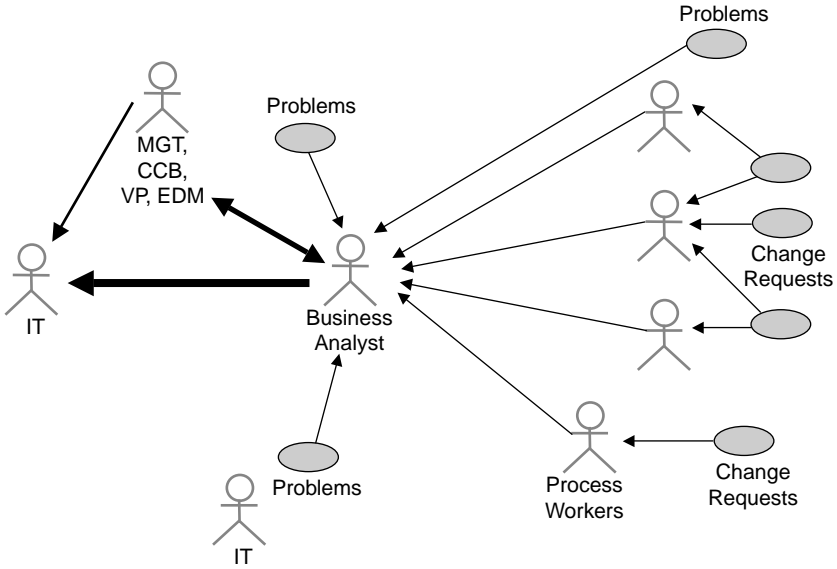 Problems
Problems
MGT,
CCB,
VP, EDM
Change
Requests
IT
Business
Analyst
Problems
IT
Process
Workers
Change
Requests